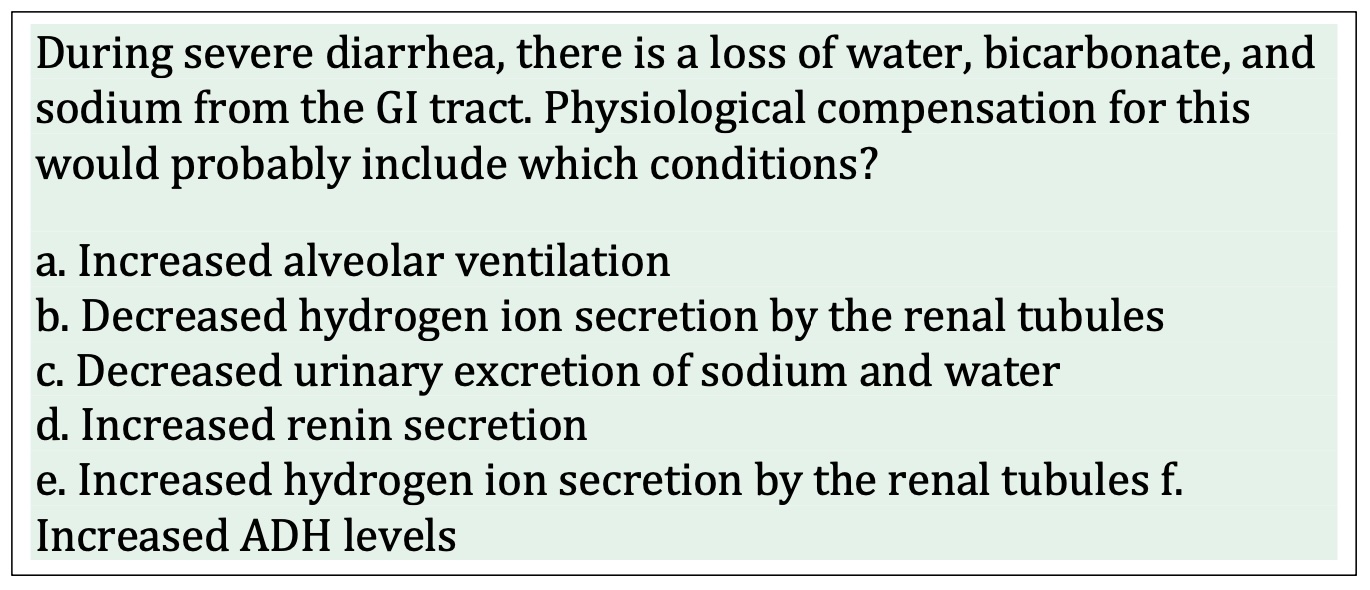 During severe diarrhea, there is a loss of water, bicarbonate, and
sodium from the GI tract. Physiological compensation for this
would probably include which conditions?
a. Increased alveolar ventilation
b. Decreased hydrogen ion secretion by the renal tubules
c. Decreased urinary excretion of sodium and water
d. Increased renin secretion
e. Increased hydrogen ion secretion by the renal tubules f.
Increased ADH levels